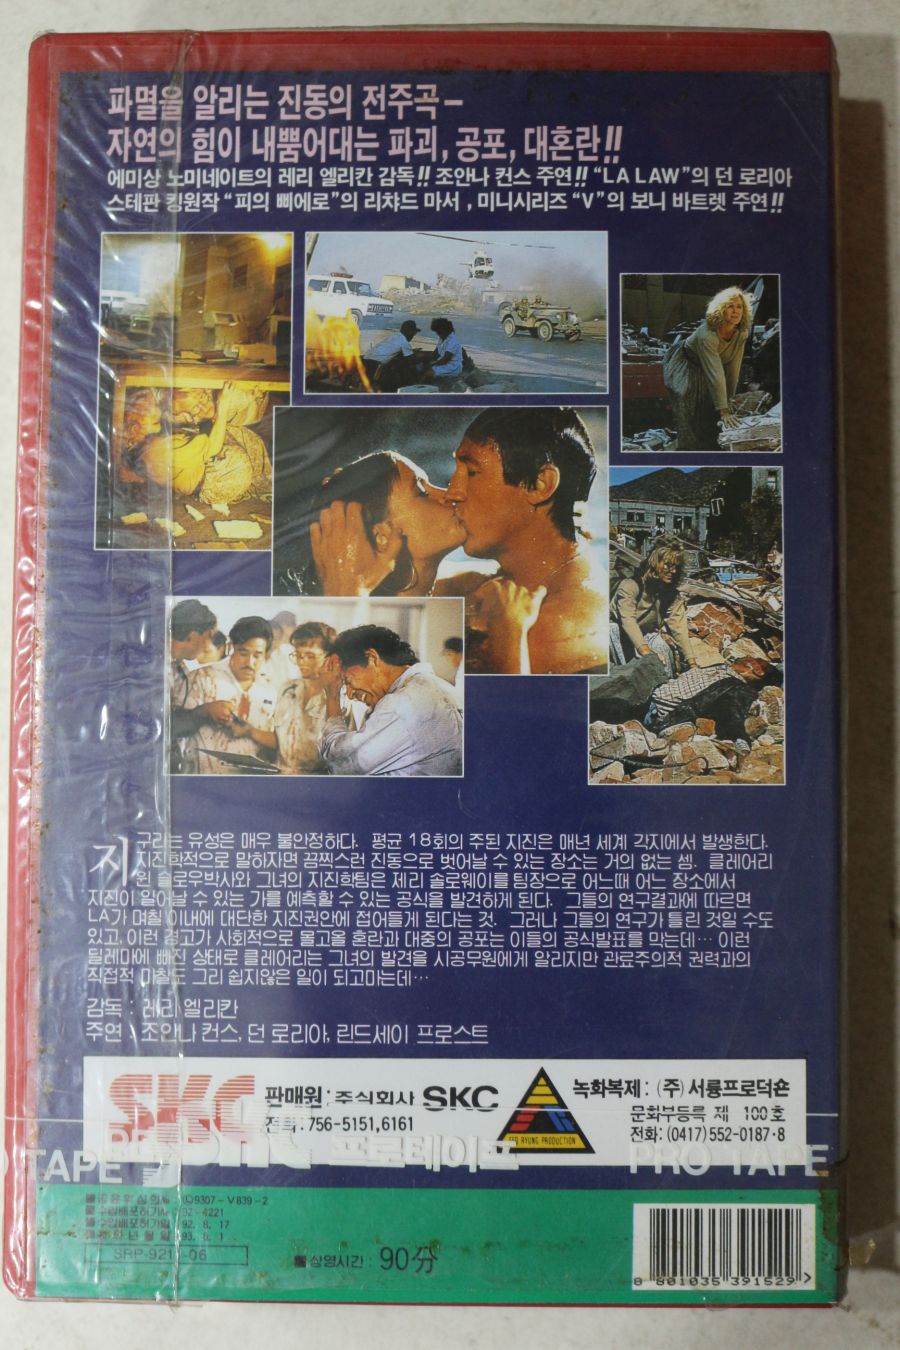 파멸을 알리는 진동의 전주곡–
자연의 힘이 내뿜어대는 파괴, 공포, 대혼란!!
에미상 노미네이트의 레리 엘리칸 감독!! 조안나 컨스 주연!! “LA LAW”의 던 로리아
스테판 킹원작 “피의 삐에로”의 리챠드 마서, 미니시리즈 “V”의 보니 바트렛 주연!!
지구라는 유성은 매우 불안정하다. 평균 18회의 주된 지진은 매년 세계 각지에서 발생한다.
지진학적으로 말하자면 끔찍스런 진동으로 벗어날 수 있는 장소는 거의 없는 셈. 클레어리
원 슬로우박사와 그녀의 지진학팀은 제리 솔로웨이를 팀장으로 어느때 어느 장소에서
지진이 일어날 수 있는 가를 예측할 수 있는 공식을 발견하게 된다. 그들의 연구결과에 따르면
LA가 며칠 이내에 대단한 지진권안에 접어들게 된다는 것. 그러나 그들의 연구가 틀린 것일 수도
있고, 이런 경고가 사회적으로 몰고올 혼란과 대중의 공포는 이들의 공식발표를 막는데… 이런
딜레마에 빠진 상태로 클레어리는 그녀의 발견을 시공무원에게 알리지만 관료주의적 권력과의
직접적 마찰도 그리 쉽지않은 일이 되고마는데…
감독 : 레리 엘리칸
주연 : 조안나 컨스, 던 로리아, 린드세이 프로스트
SKC 판매원 : 주식회사 SKC
전화 : 756-5151,6161
SEO RYUNG PRODUCTION
녹화복제 : (주) 서룡프로덕숀
문화부등록 제 100호
전화: (0417)552-0187·8
프로테이프
PRO TAPE
ⓒ9307-V839-2
92-4221
92. 8. 17
상영시간 : 90分
8 801035 391529